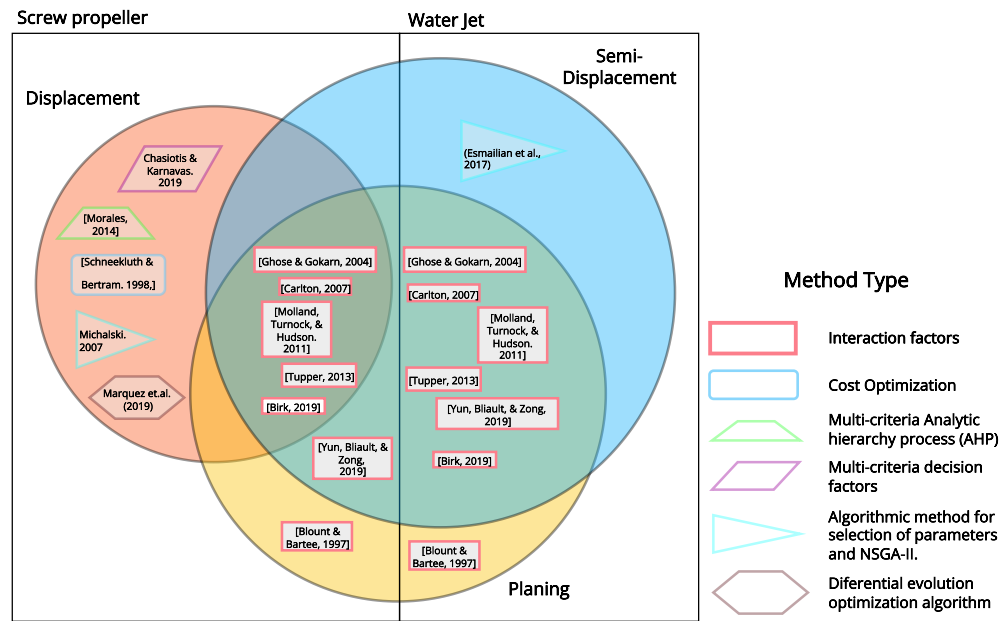 Screw propeller
Water Jet
Semi-
Displacement
Displacement
Chasiotis &
Karnavas.
2019
(Esmailian et al.,
2017)
[Morales,
2014]
[Schneekluth &
Bertram. 1998,]
Michalski.
2007
Marquez et.al.
(2019)
[Ghose & Gokarn, 2004]
[Carlton, 2007]
[Molland,
Turnock, &
Hudson.
2011]
[Tupper, 2013]
[Birk, 2019]
[Yun, Bliault, &
Zong,
2019]
[Blount &
Bartee, 1997]
[Ghose & Gokarn, 2004]
[Carlton, 2007]
[Molland,
Turnock, &
Hudson.
2011]
[Tupper, 2013]
[Yun, Bliault, & Zong,
2019]
[Birk, 2019]
[Blount &
Bartee, 1997]
Planing
Method Type
Interaction factors
Cost Optimization
Multi-criteria Analytic
hierarchy process (AHP)
Multi-criteria decision
factors
Algorithmic method for
selection of parameters
and NSGA-II.
Diferential evolution
optimization algorithm